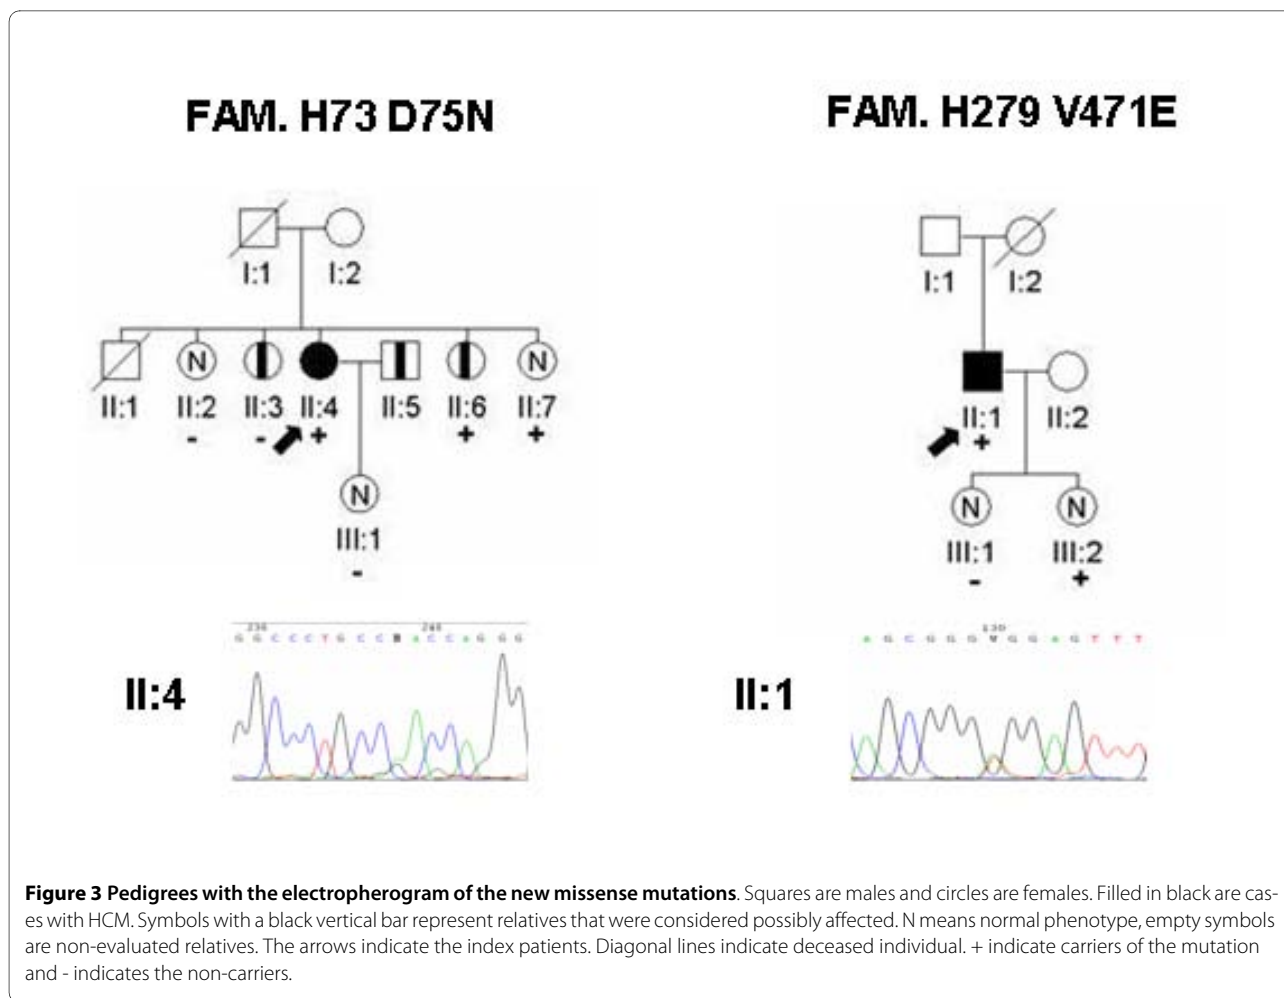 FAM. H73 D75N
FAM. H279 V471E
I:1 I:2
I:1 I:2
N N
II:1 II:2 II:3 II:4 II:5 II:6 II:7
- - + + +
II:1 II:2
+
N
III:1
-
N N
III:1 III:2
- +
G G C C C T G C C N A C C A G G G
130
A G C G G G W G G A G T T T
II:4
II:1
Figure 3 Pedigrees with the electropherogram of the new missense mutations. Squares are males and circles are females. Filled in black are cas-
es with HCM. Symbols with a black vertical bar represent relatives that were considered possibly affected. N means normal phenotype, empty symbols
are non-evaluated relatives. The arrows indicate the index patients. Diagonal lines indicate deceased individual. + indicate carriers of the mutation
and - indicates the non-carriers.